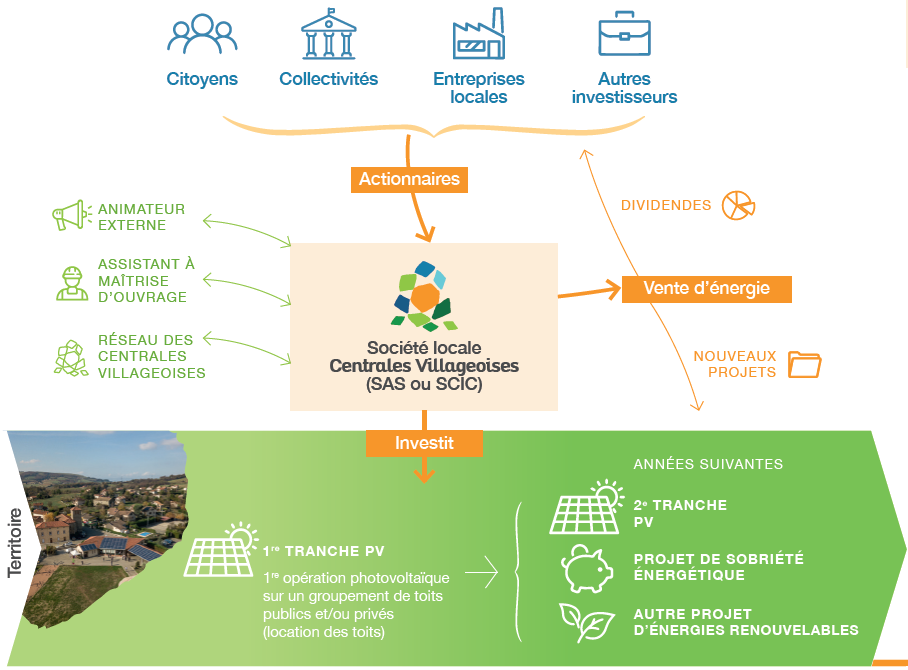 Citoyens
Collectivités
Entreprises
locales
Autres
investisseurs
Actionnaires
ANIMATEUR
EXTERNE
ASSISTANT À
MAÎTRISE
D'OUVRAGE
RÉSEAU DES
CENTRALES
VILLAGEOISES
Société locale
Centrales Villageoises
(SAS ou SCIC)
DIVIDENDES
Vente d'énergie
NOUVEAUX
PROJETS
Investit
Territoire
1re TRANCHE PV
1re opération photovoltaïque
sur un groupement de toits
publics et/ou privés
(location des toits)
ANNÉES SUIVANTES
2e TRANCHE
PV
PROJET DE SOBRIÉTÉ
ÉNERGÉTIQUE
AUTRE PROJET
D'ÉNERGIES RENOUVELABLES